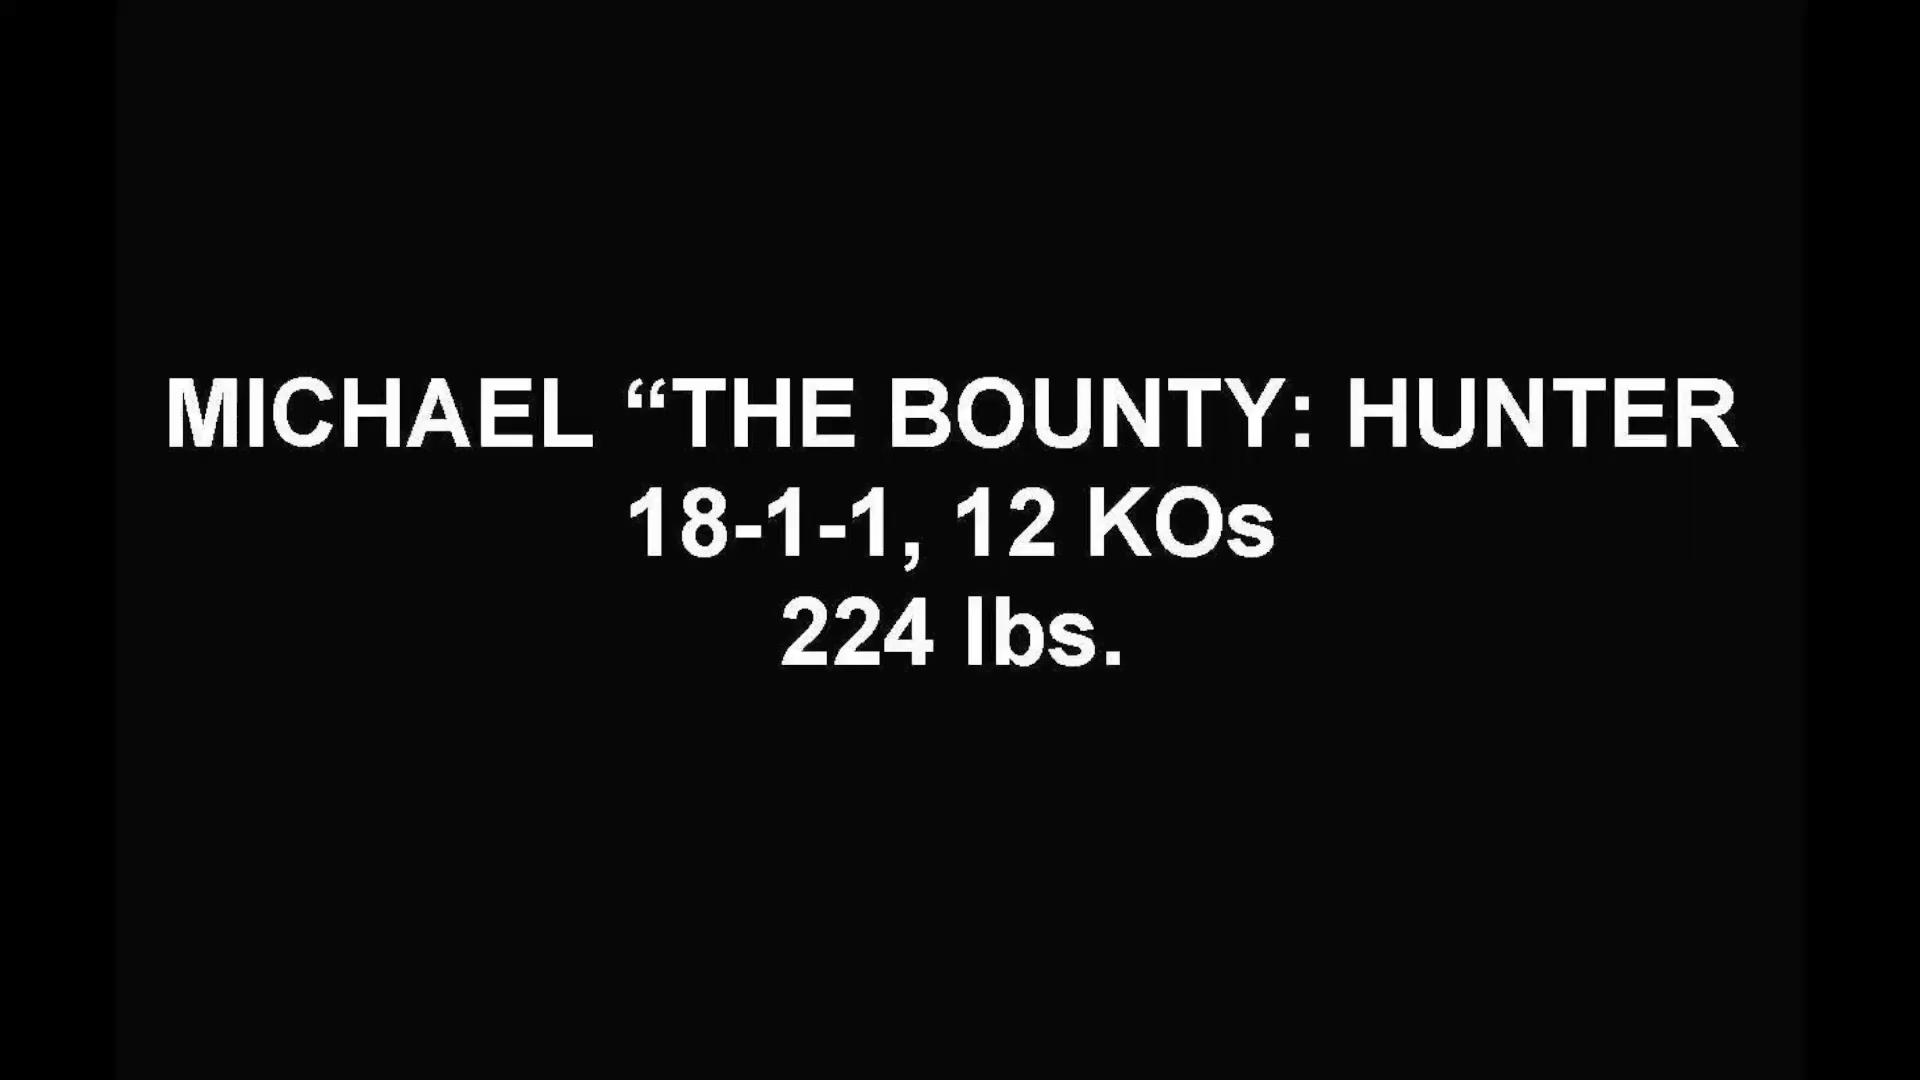 MICHAEL “THE BOUNTY: HUNTER
18-1-1, 12 KOs
224 lbs.